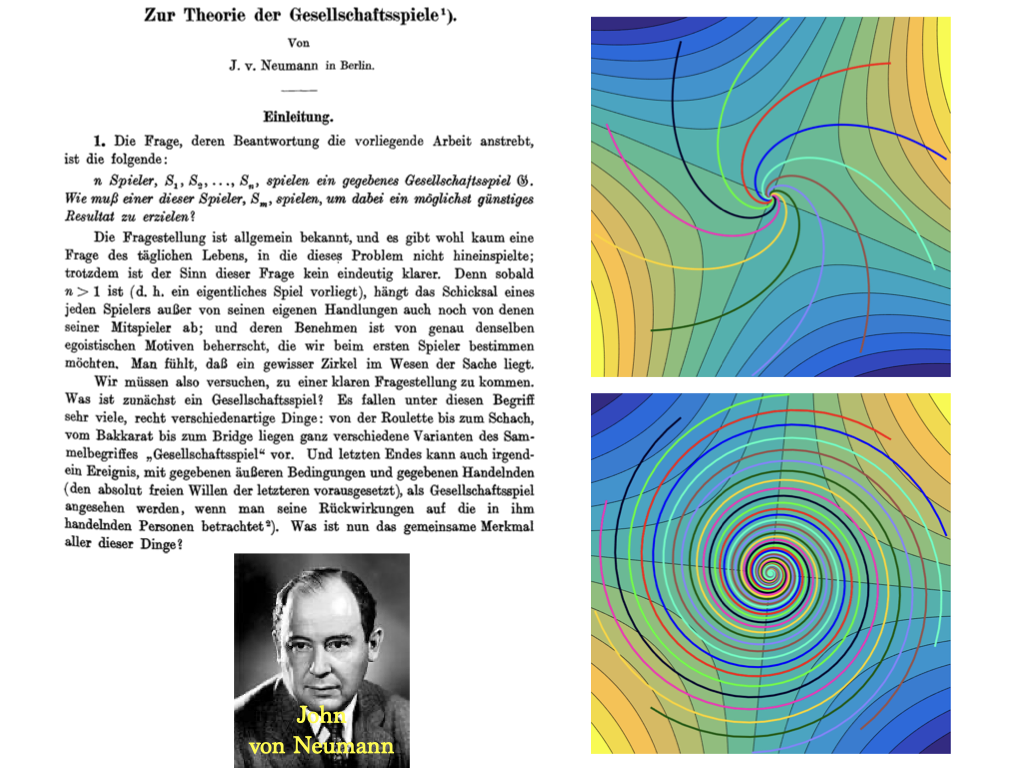 Zur Theorie der Gesellschaftsspiele¹).
Von
J. v. Neumann in Berlin.
Einleitung.
1. Die Frage, deren Beantwortung die vorliegende Arbeit anstrebt,
ist die folgende:
n Spieler, S₁, S₂, ..., Sₙ, spielen ein gegebenes Gesellschaftsspiel 𝔊.
Wie muß einer dieser Spieler, Sₘ, spielen, um dabei ein möglichst günstiges
Resultat zu erzielen?
Die Fragestellung ist allgemein bekannt, und es gibt wohl kaum eine
Frage des täglichen Lebens, in die dieses Problem nicht hineinspielte;
trotzdem ist der Sinn dieser Frage kein eindeutig klarer. Denn sobald
n > 1 ist (d. h. ein eigentliches Spiel vorliegt), hängt das Schicksal eines
jeden Spielers außer von seinen eigenen Handlungen auch noch von denen
seiner Mitspieler ab; und deren Benehmen ist von genau denselben
egoistischen Motiven beherrscht, die wir beim ersten Spieler bestimmen
möchten. Man fühlt, daß ein gewisser Zirkel im Wesen der Sache liegt.
Wir müssen also versuchen, zu einer klaren Fragestellung zu kommen.
Was ist zunächst ein Gesellschaftsspiel? Es fallen unter diesen Begriff
sehr viele, recht verschiedenartige Dinge: von der Roulette bis zum Schach,
vom Bakkarat bis zum Bridge liegen ganz verschiedene Varianten des Sam-
melbegriffes „Gesellschaftsspiel“ vor. Und letzten Endes kann auch irgend-
ein Ereignis, mit gegebenen äußeren Bedingungen und gegebenen Handelnden
(den absolut freien Willen der letzteren vorausgesetzt), als Gesellschaftsspiel
angesehen werden, wenn man seine Rückwirkungen auf die in ihm
handelnden Personen betrachtet²). Was ist nun das gemeinsame Merkmal
aller dieser Dinge?
John
von Neumann